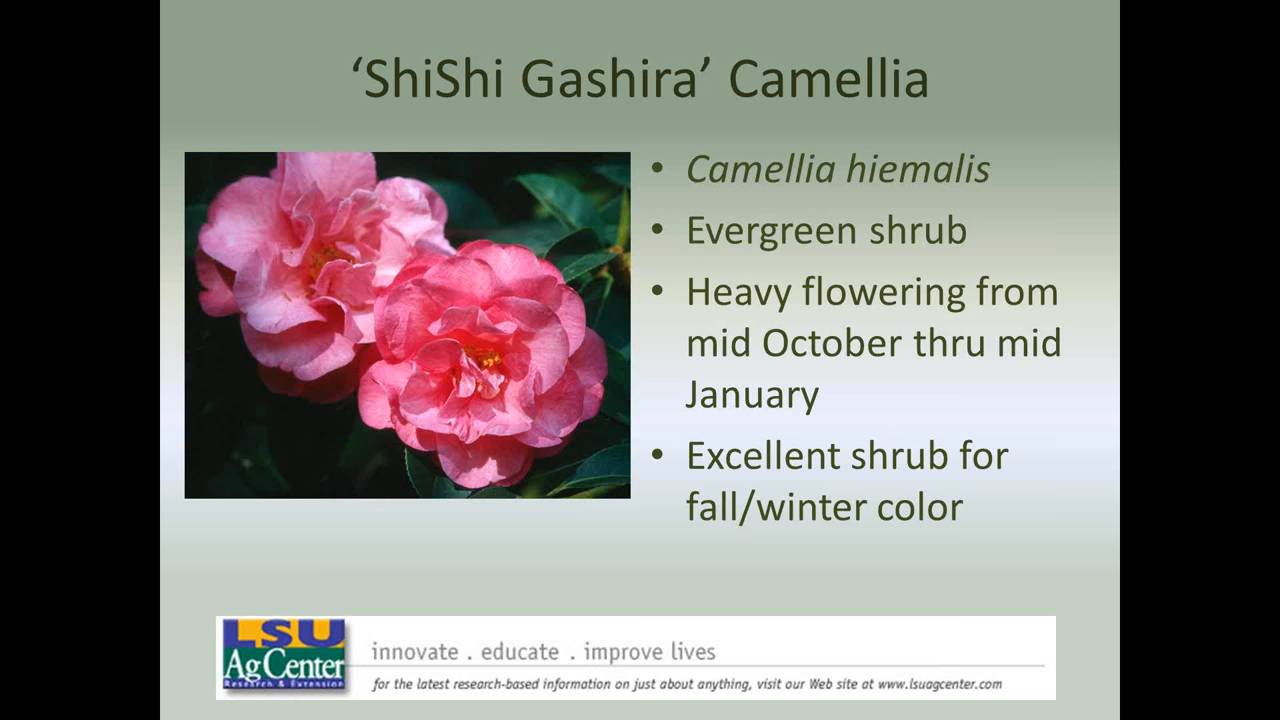 ‘ShiShi Gashira’ Camellia
• Camellia hiemalis
• Evergreen shrub
• Heavy flowering from
mid October thru mid
January
• Excellent shrub for
fall/winter color
LSU
AgCenter
Research & Extension
innovate . educate . improve lives
for the latest research-based information on just about anything, visit our Web site at www.lsuagcenter.com